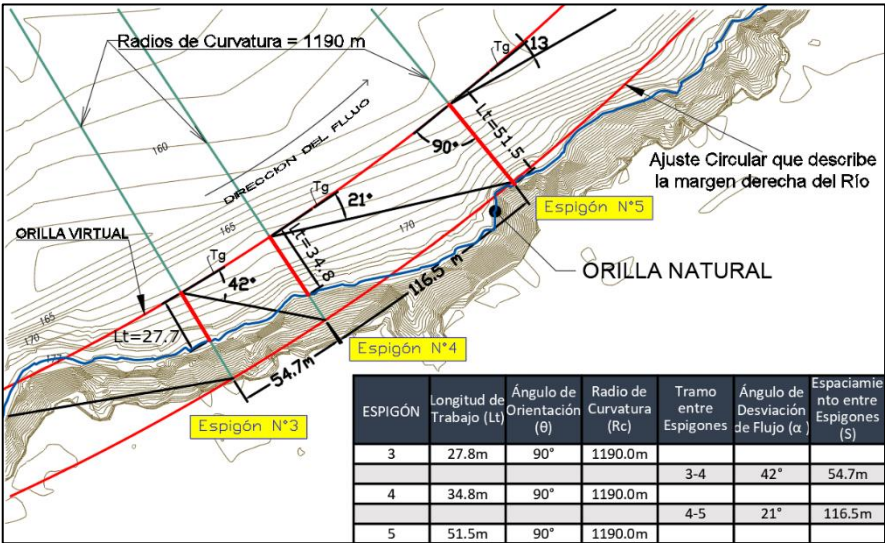 Radios de Curvatura = 1190 m
Tg
13
160
DIRECCION DEL FLUJO
90°
Lt=51.5
Ajuste Circular que describe
la margen derecha del Río
Tg
21°
Espigón N°5
165
170
ORILLA VIRTUAL
Tg
Lt=34.8
ORILLA NATURAL
42°
116.5 m
165
170
Lt=27.7
Espigón N°4
54.7m
Espigón N°3
ESPIGÓN
Longitud de Trabajo (Lt)
Ángulo de Orientación (θ)
Radio de Curvatura (Rc)
Tramo entre Espigones
Ángulo de Desviación de Flujo (α )
Espaciamie nto entre Espigones (S)
3 27.8m 90° 1190.0m
3-4 42° 54.7m
4 34.8m 90° 1190.0m
4-5 21° 116.5m
5 51.5m 90° 1190.0m